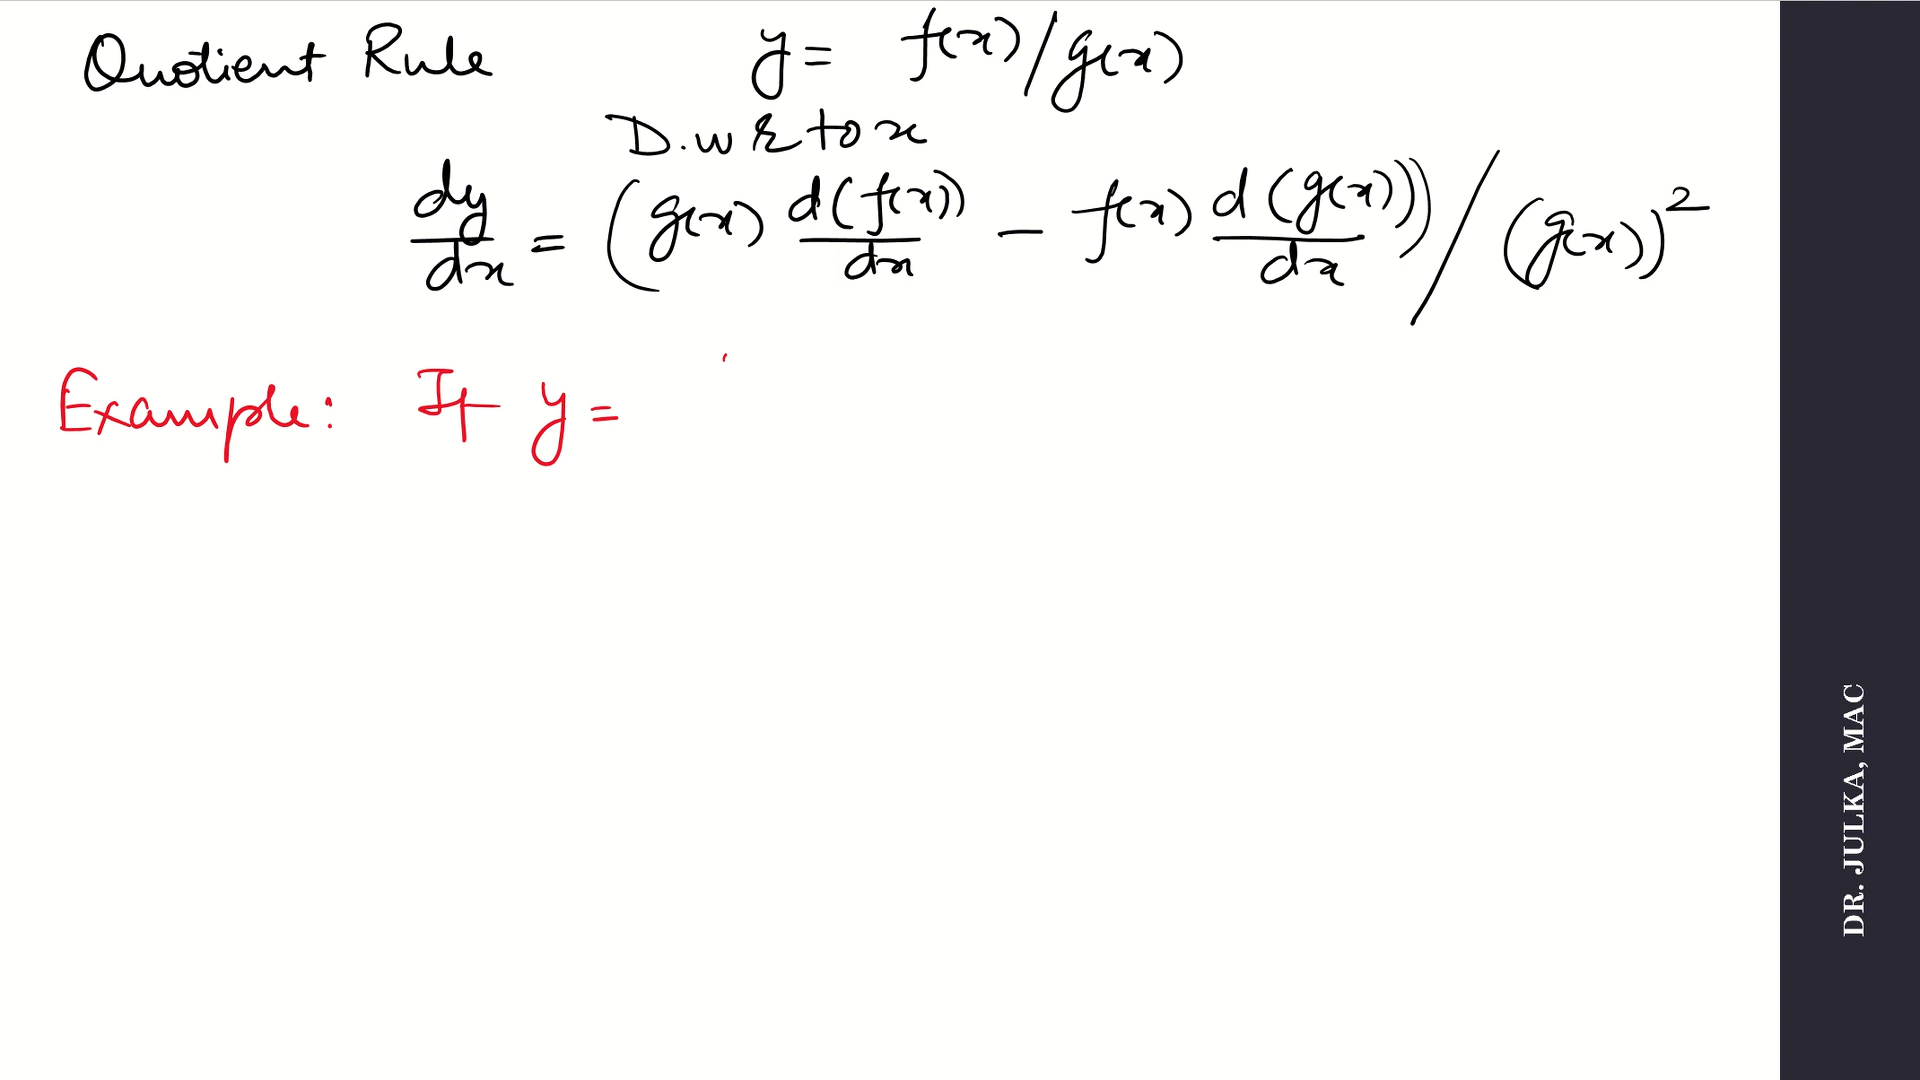 Quotient Rule y = f(x)/g(x)
D.w r to x
dy/dx = (g(x) d(f(x))/dx - f(x) d(g(x))/dx)/(g(x))²
Example: If y =
DR. JULKA, MAC